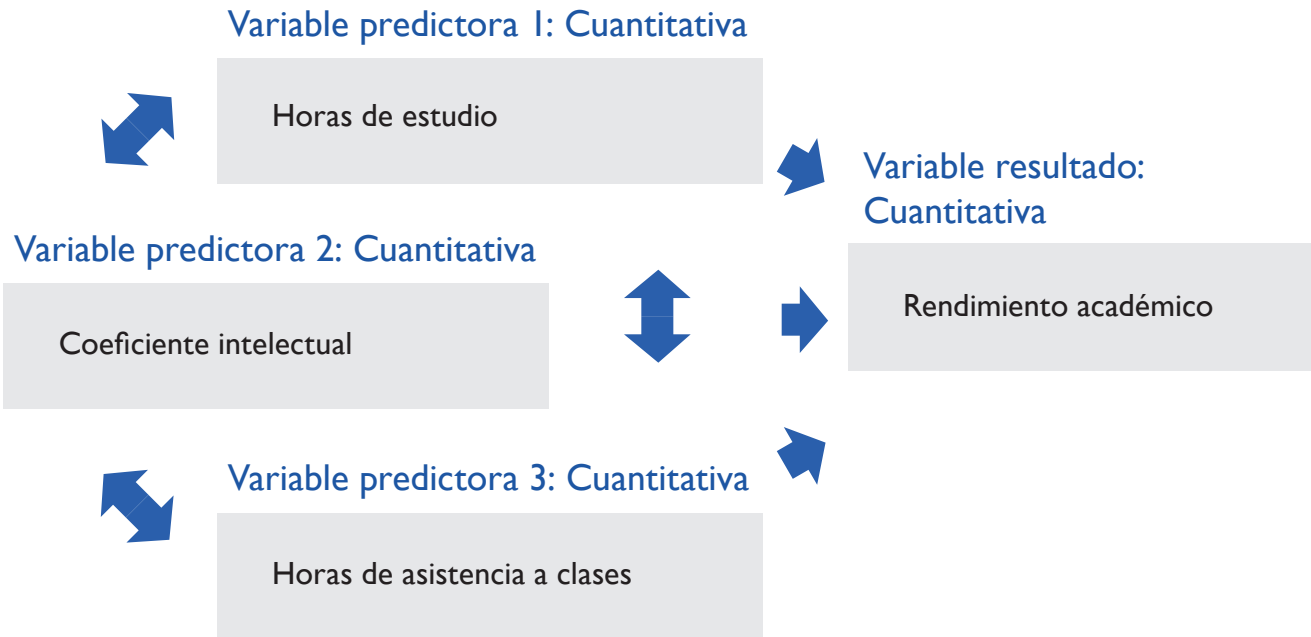 Variable predictora 1: Cuantitativa
Horas de estudio
Variable resultado:
Cuantitativa
Rendimiento académico
Variable predictora 2: Cuantitativa
Coeficiente intelectual
Variable predictora 3: Cuantitativa
Horas de asistencia a clases